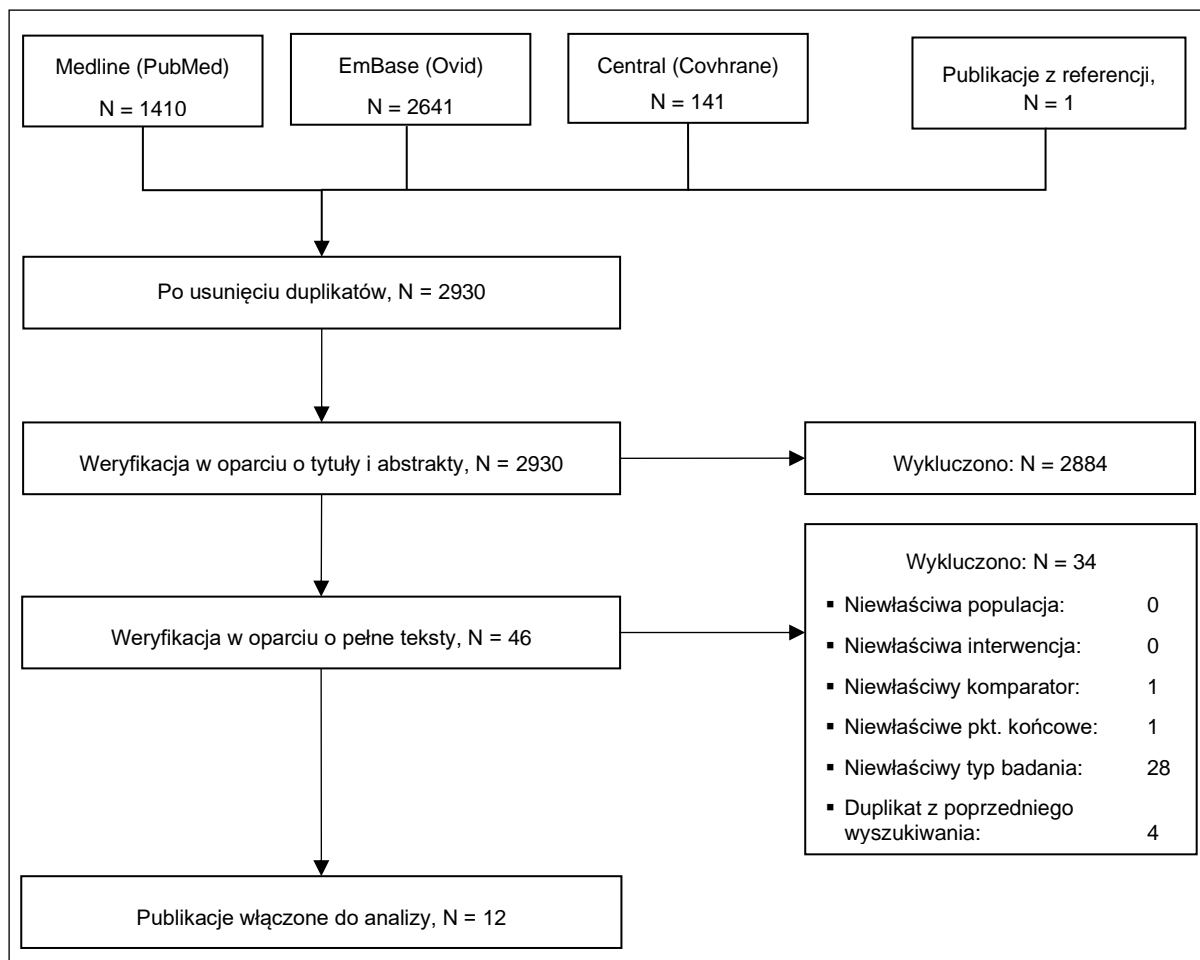 Medline (PubMed)
N = 1410
EmBase (Ovid)
N = 2641
Central (Covhrane)
N = 141
Publikacje z referencji,
N = 1
Po usunięciu duplikatów, N = 2930
Weryfikacja w oparciu o tytuły i abstrakty, N = 2930
Wykluczono: N = 2884
Weryfikacja w oparciu o pełne teksty, N = 46
Wykluczono: N = 34
▪ Niewłaściwa populacja: 0
▪ Niewłaściwa interwencja: 0
▪ Niewłaściwy komparator: 1
▪ Niewłaściwe pkt. końcowe: 1
▪ Niewłaściwy typ badania: 28
▪ Duplikat z poprzedniego
wyszukiwania: 4
Publikacje włączone do analizy, N = 12